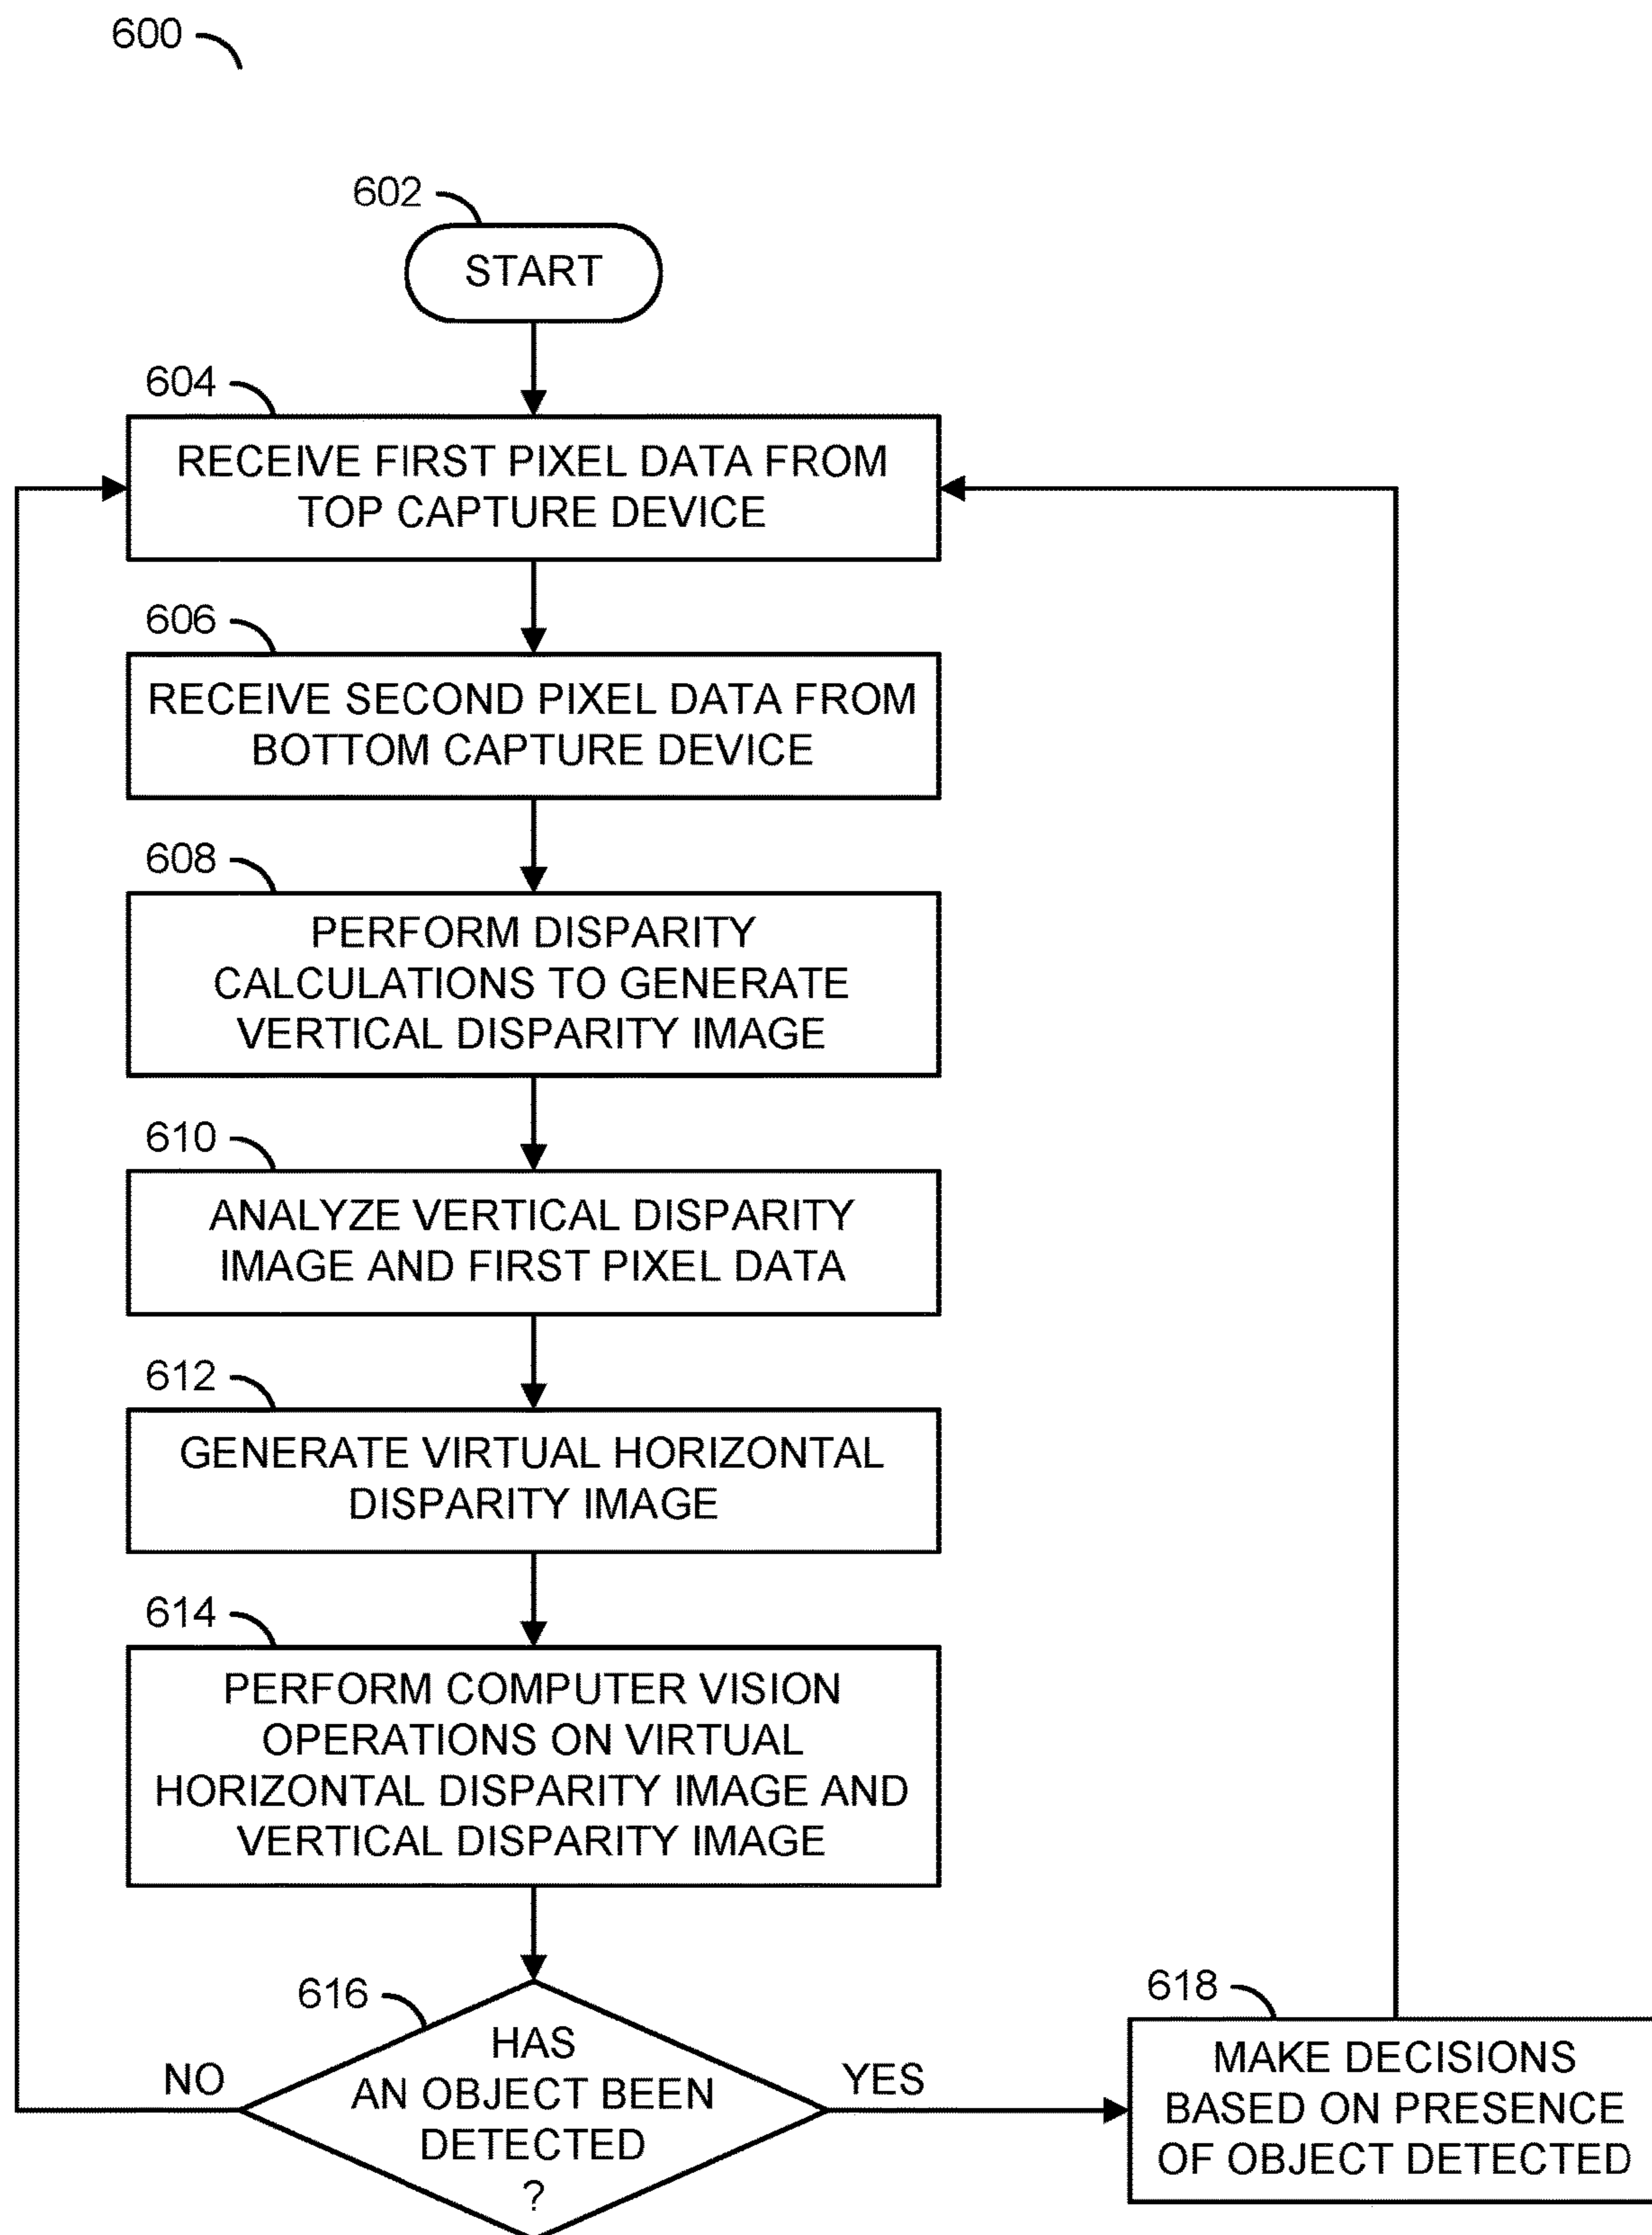 600
602
START
604
RECEIVE FIRST PIXEL DATA FROM
TOP CAPTURE DEVICE
606
RECEIVE SECOND PIXEL DATA FROM
BOTTOM CAPTURE DEVICE
608
PERFORM DISPARITY
CALCULATIONS TO GENERATE
VERTICAL DISPARITY IMAGE
610
ANALYZE VERTICAL DISPARITY
IMAGE AND FIRST PIXEL DATA
612
GENERATE VIRTUAL HORIZONTAL
DISPARITY IMAGE
614
PERFORM COMPUTER VISION
OPERATIONS ON VIRTUAL
HORIZONTAL DISPARITY IMAGE AND
VERTICAL DISPARITY IMAGE
616
HAS
AN OBJECT BEEN
DETECTED
?
NO
YES
618
MAKE DECISIONS
BASED ON PRESENCE
OF OBJECT DETECTED